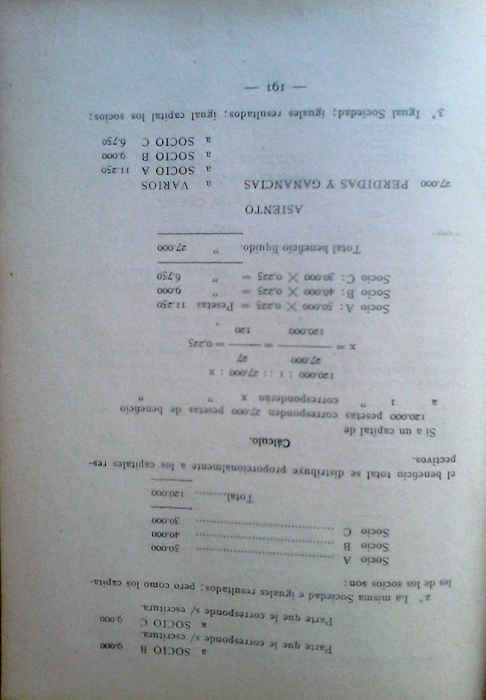 a SOCIO B 9.000
Parte que le corresponde s/ escritura.
a SOCIO C 9.000
Parte que le corresponde s/ escritura.
2.ª La misma Sociedad e iguales resultados; pero como los capita-
les de los socios son:
Socio A ........................ 50.000
Socio B ........................ 40.000
Socio C ........................ 30.000
Total.......... 120.000
el beneficio total se distribuye proporcionalmente a los capitales res-
pectivos.
Cálculo.
Si a un capital de
120.000 pesetas corresponden 27.000 pesetas de beneficio
a 1 " corresponderán x " "
120.000 : 1 :: 27.000 : x
x = 27.000 / 120.000 = 27 / 120 = 0.225
Socio A: 50.000 × 0.225 = Pesetas 11.250
Socio B: 40.000 × 0.225 = " 9.000
Socio C: 30.000 × 0.225 = " 6.750
Total beneficio líquido. " 27.000
ASIENTO
27.000 PERDIDAS Y GANANCIAS a VARIOS
a SOCIO A 11.250
a SOCIO B 9.000
a SOCIO C 6.750
3.ª Igual Sociedad; iguales resultados; igual capital los socios;
— 191 —